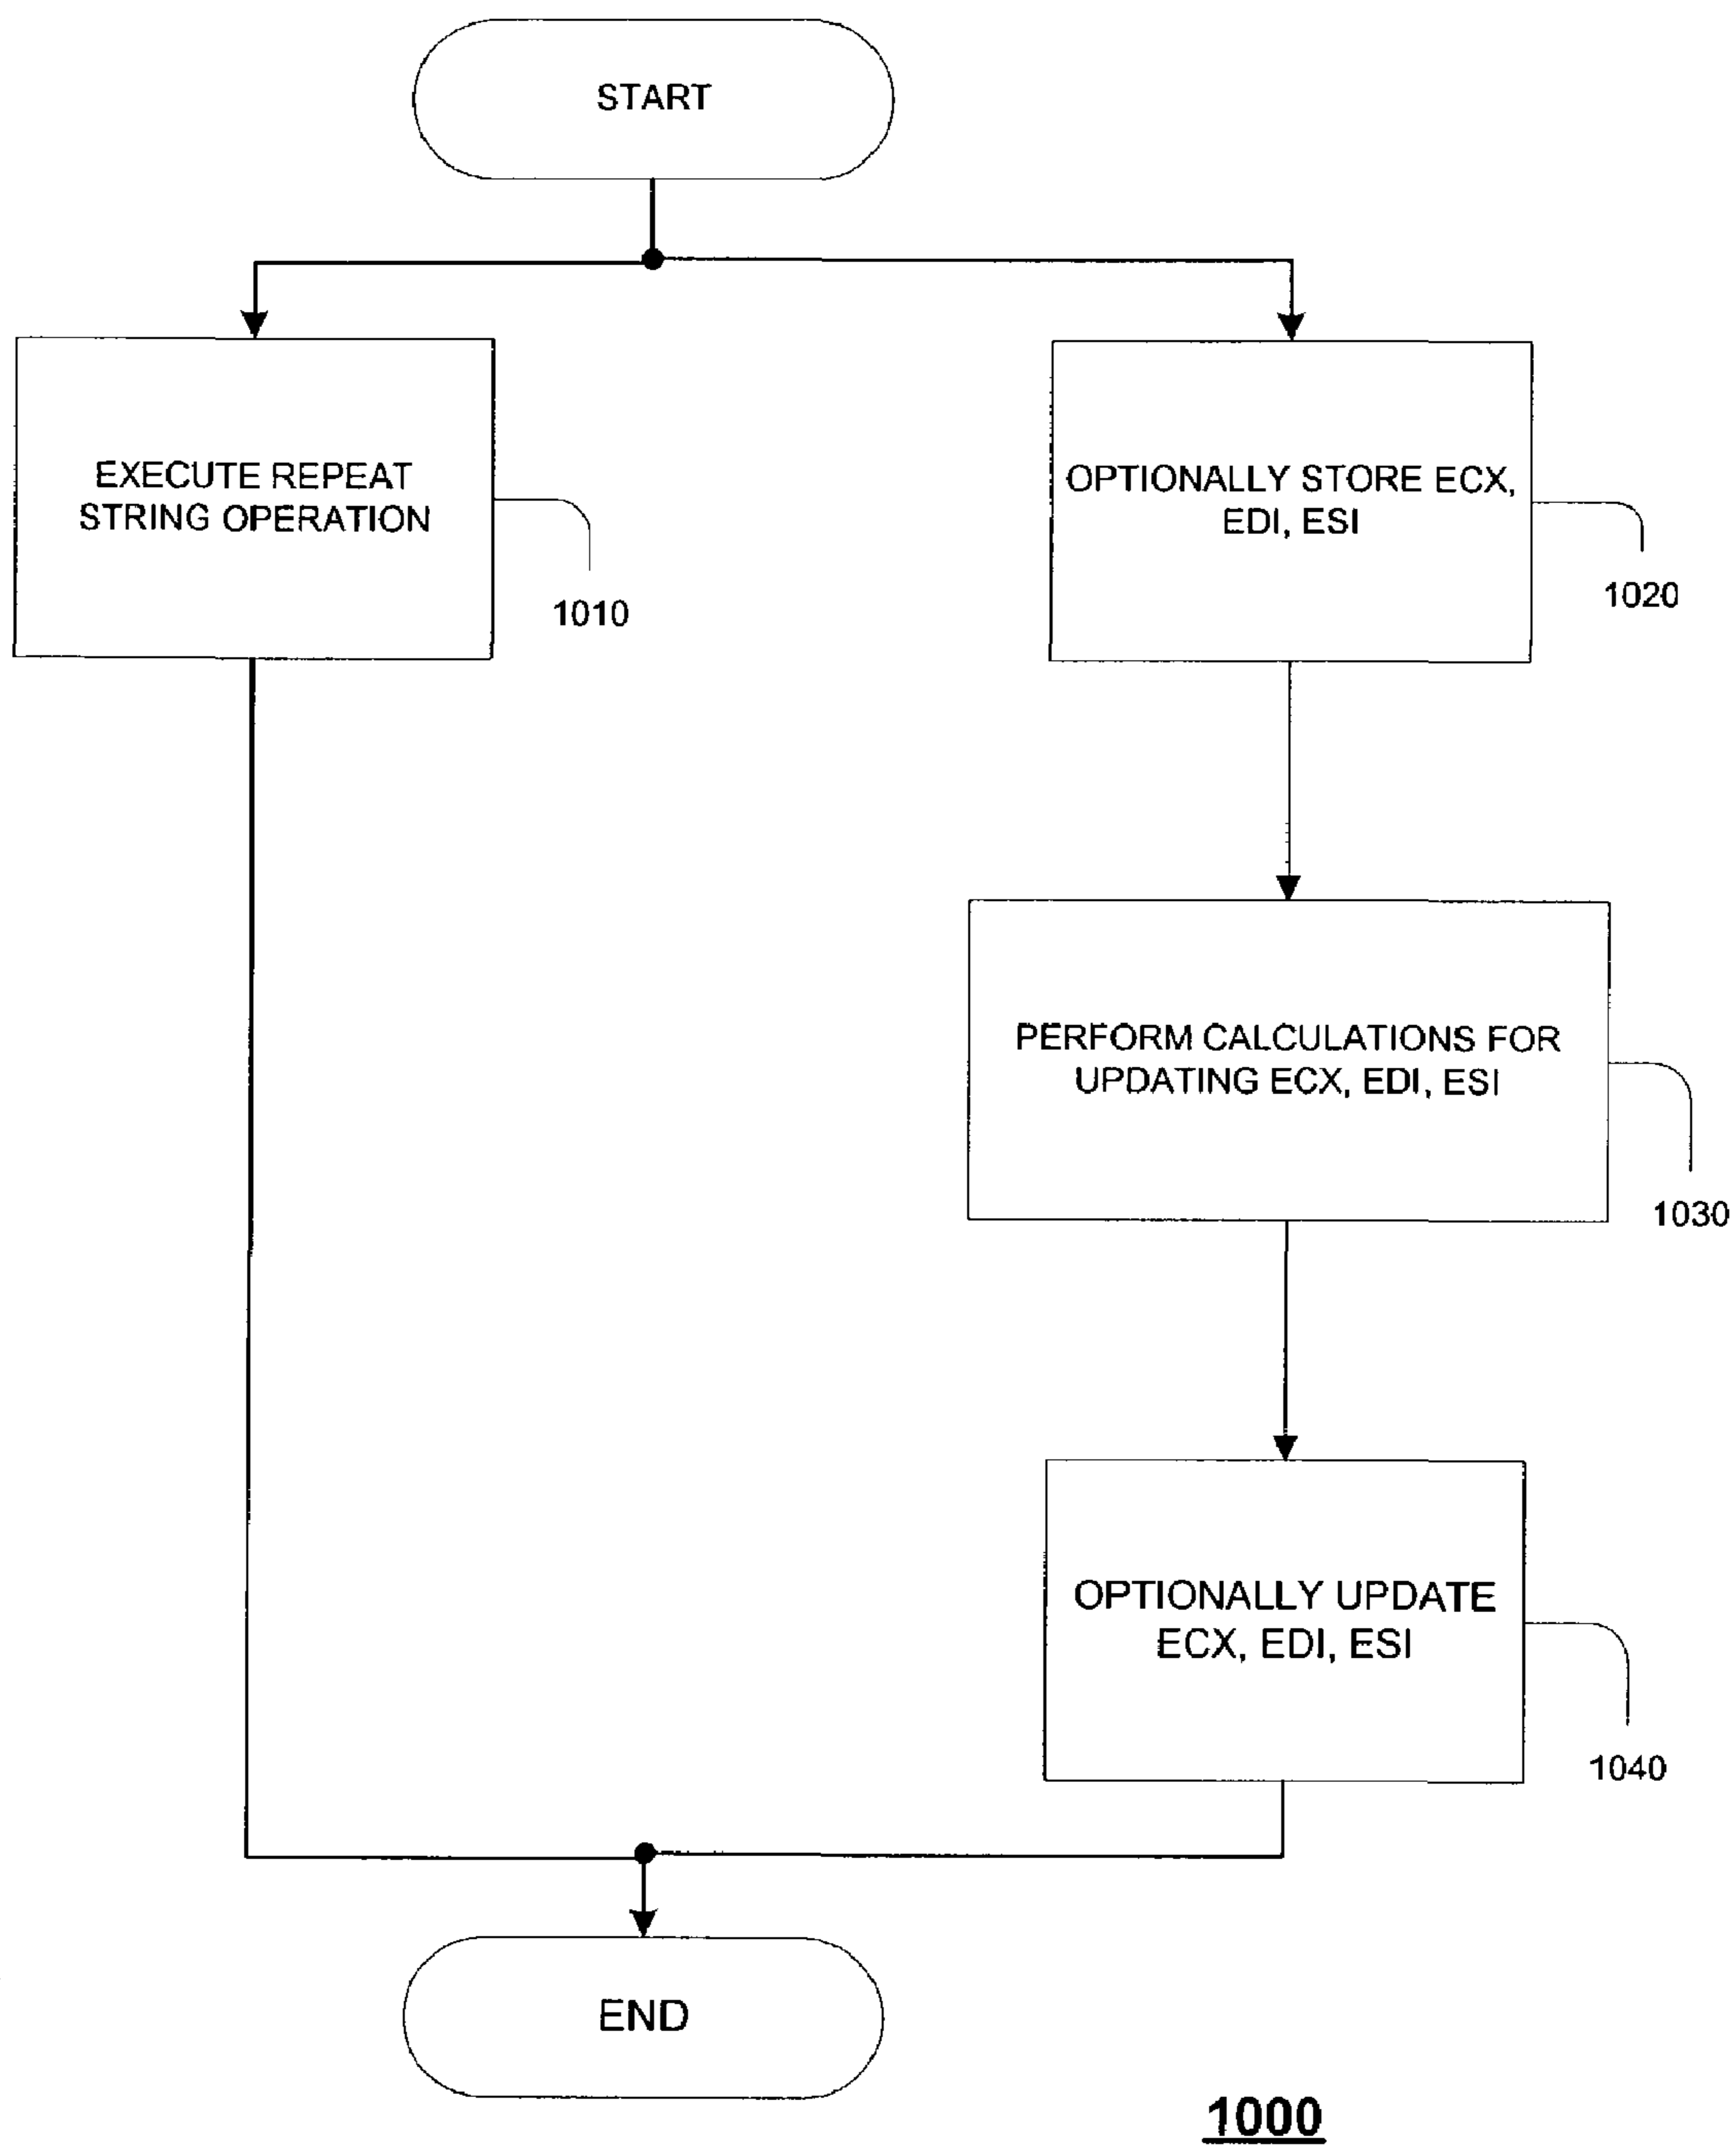 START
EXECUTE REPEAT
STRING OPERATION
1010
OPTIONALLY STORE ECX,
EDI, ESI
1020
PERFORM CALCULATIONS FOR
UPDATING ECX, EDI, ESI
1030
OPTIONALLY UPDATE
ECX, EDI, ESI
1040
END
1000